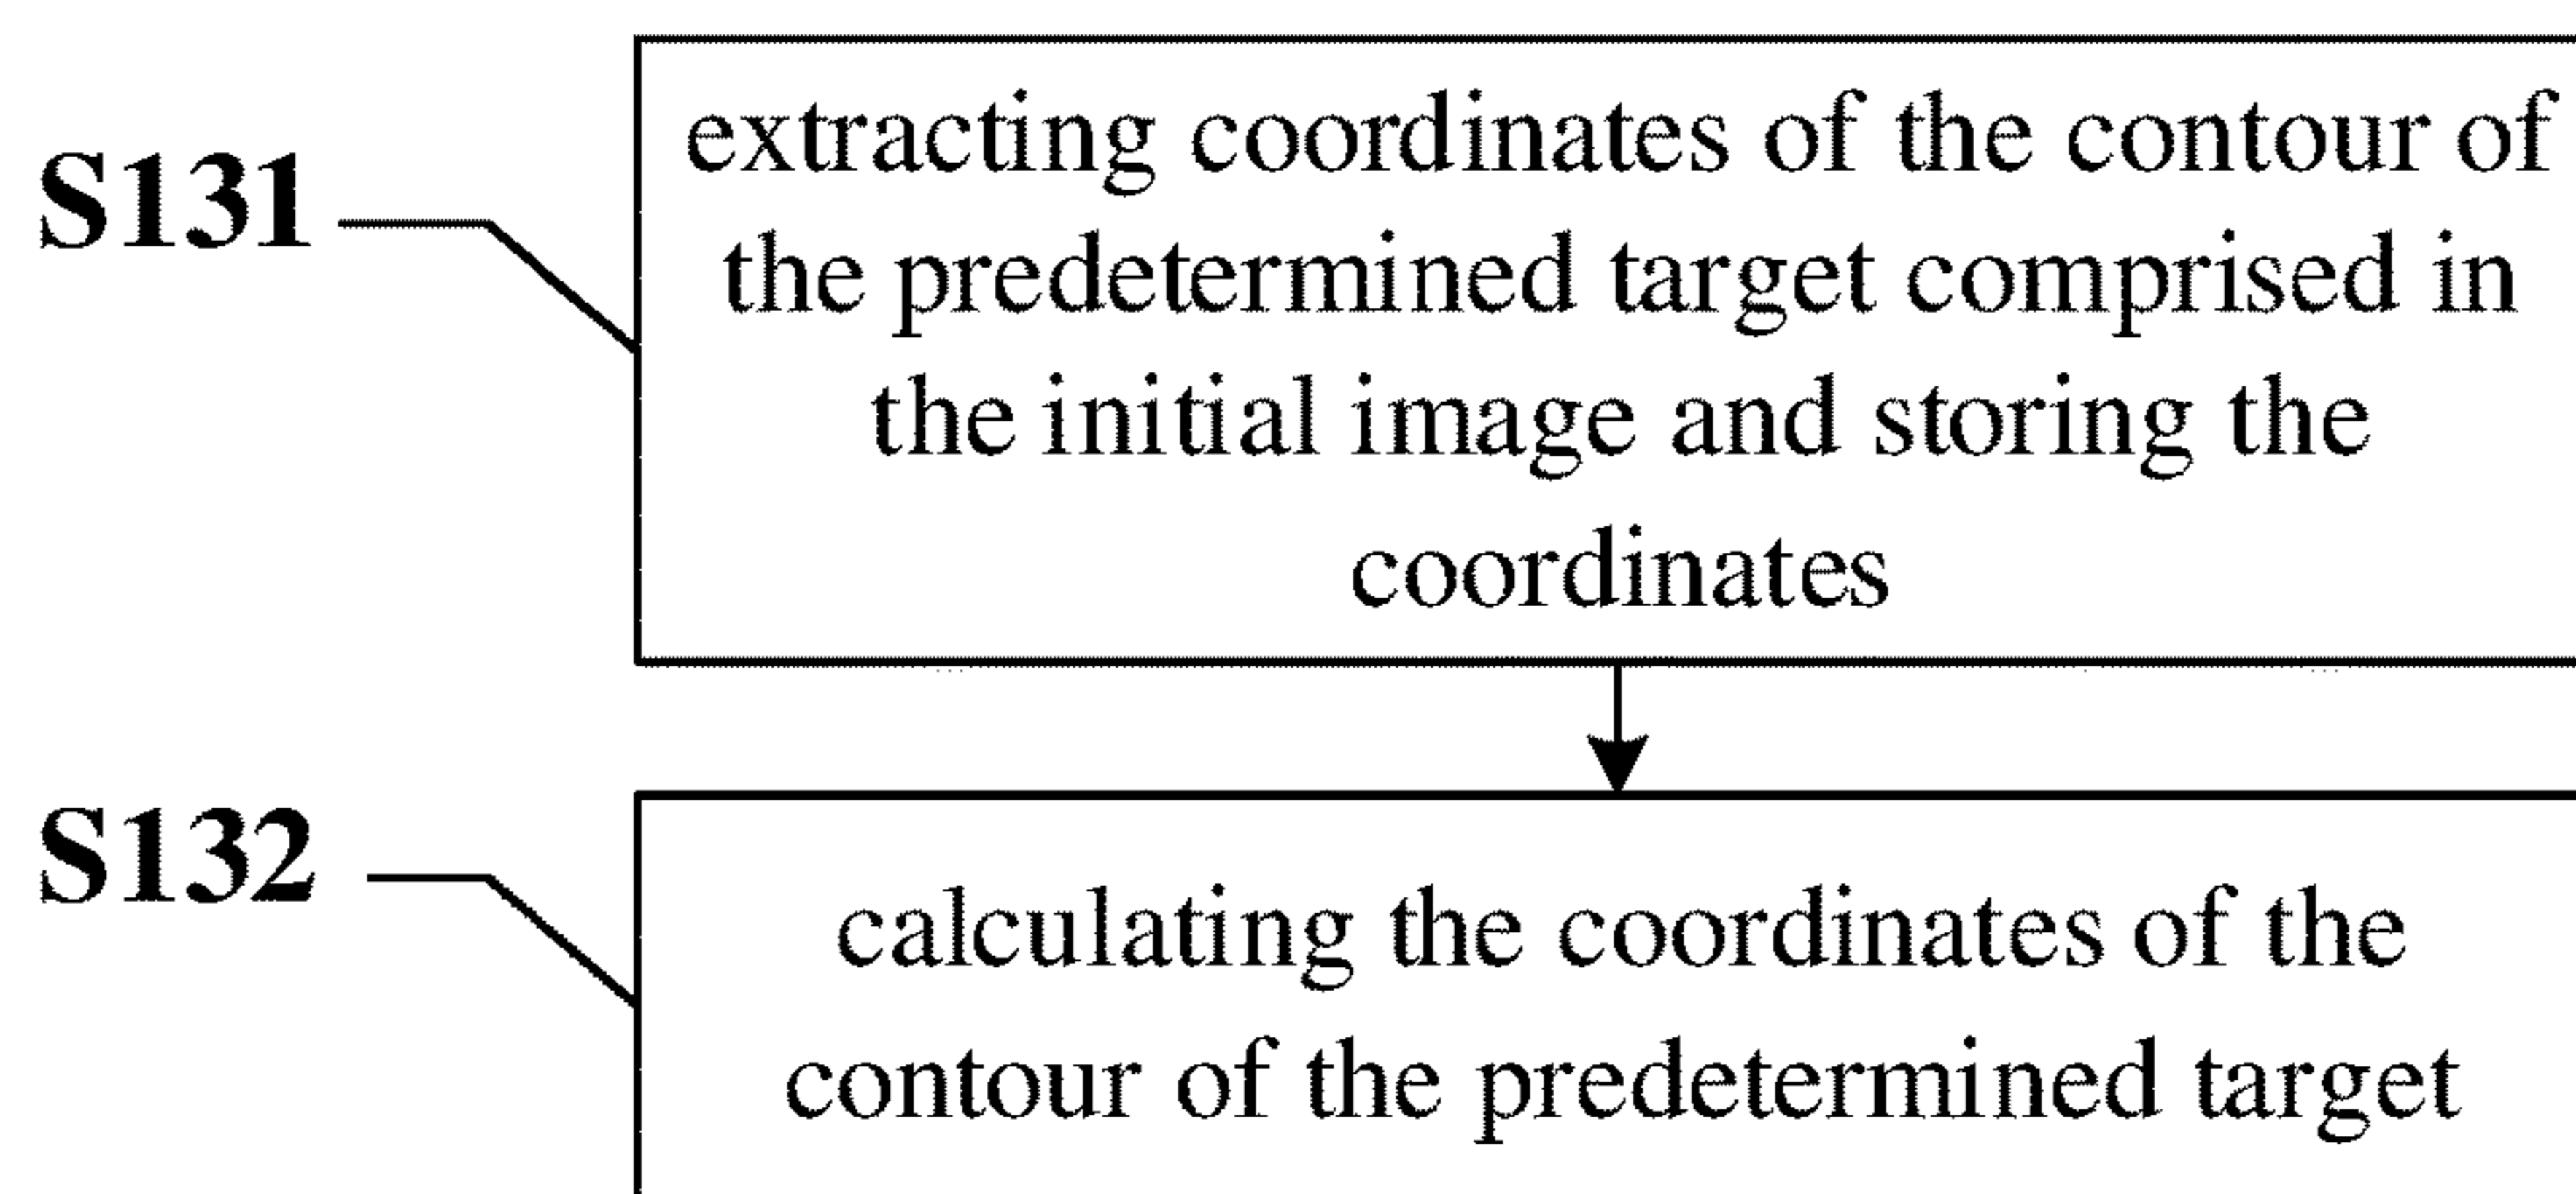 S131
extracting coordinates of the contour of
the predetermined target comprised in
the initial image and storing the
coordinates
S132
calculating the coordinates of the
contour of the predetermined target